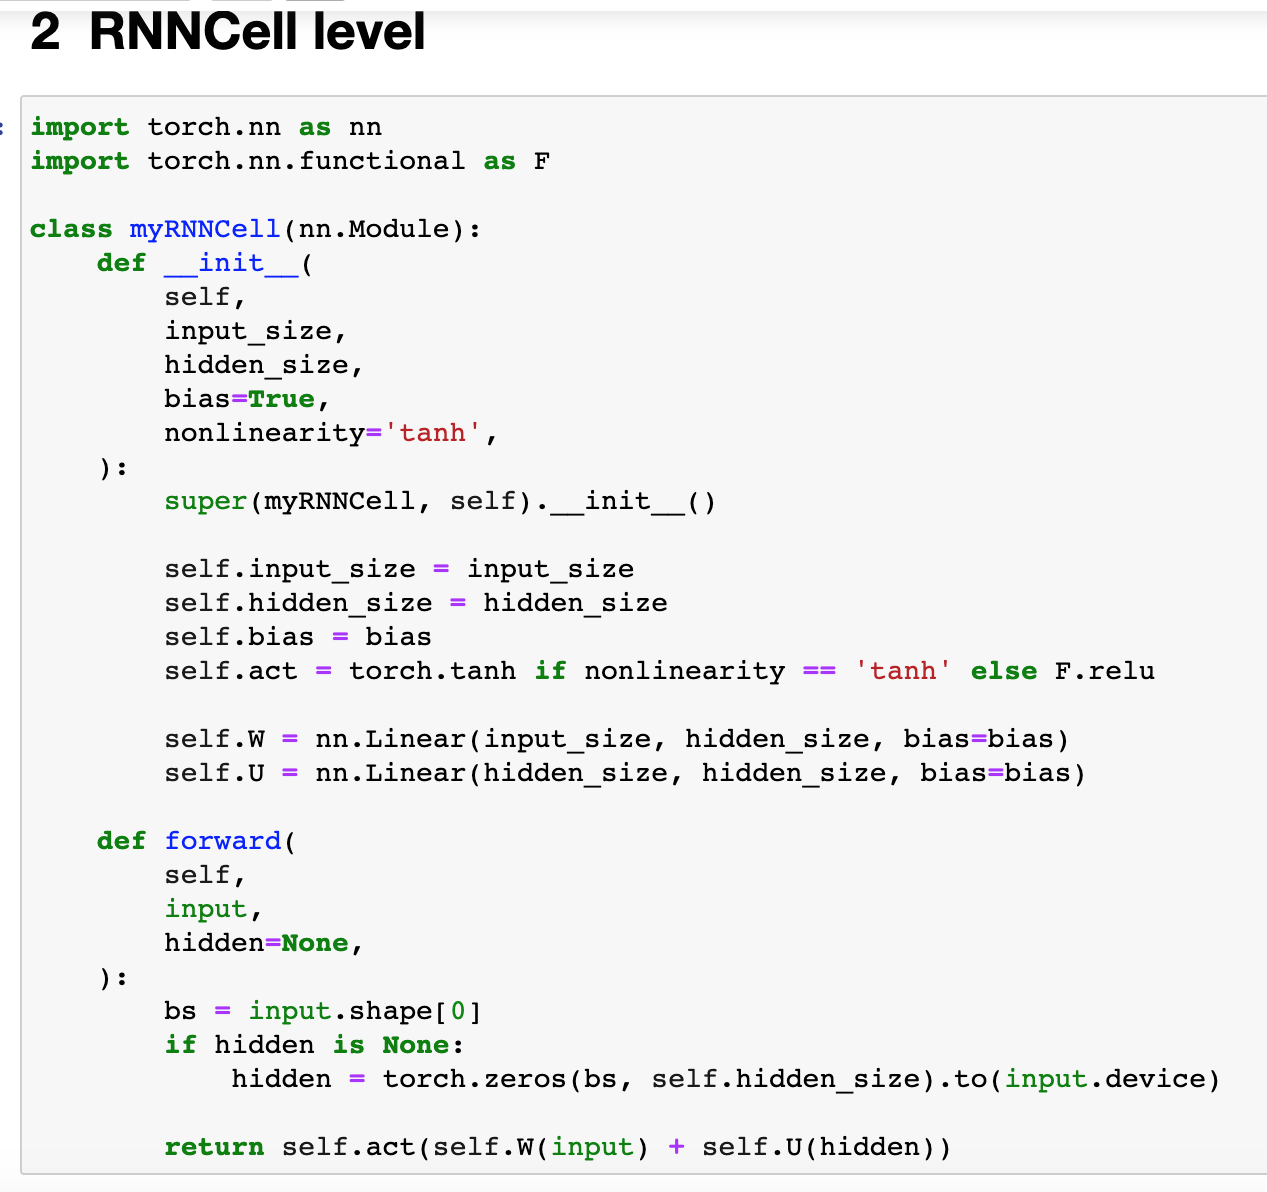 2 RNNCell level
:
import torch.nn as nn
import torch.nn.functional as F
class myRNNCell(nn.Module):
    def __init__(
        self,
        input_size,
        hidden_size,
        bias=True,
        nonlinearity='tanh',
    ):
        super(myRNNCell, self).__init__()
        self.input_size = input_size
        self.hidden_size = hidden_size
        self.bias = bias
        self.act = torch.tanh if nonlinearity == 'tanh' else F.relu
        self.W = nn.Linear(input_size, hidden_size, bias=bias)
        self.U = nn.Linear(hidden_size, hidden_size, bias=bias)
    def forward(
        self,
        input,
        hidden=None,
    ):
        bs = input.shape[0]
        if hidden is None:
            hidden = torch.zeros(bs, self.hidden_size).to(input.device)
        return self.act(self.W(input) + self.U(hidden))